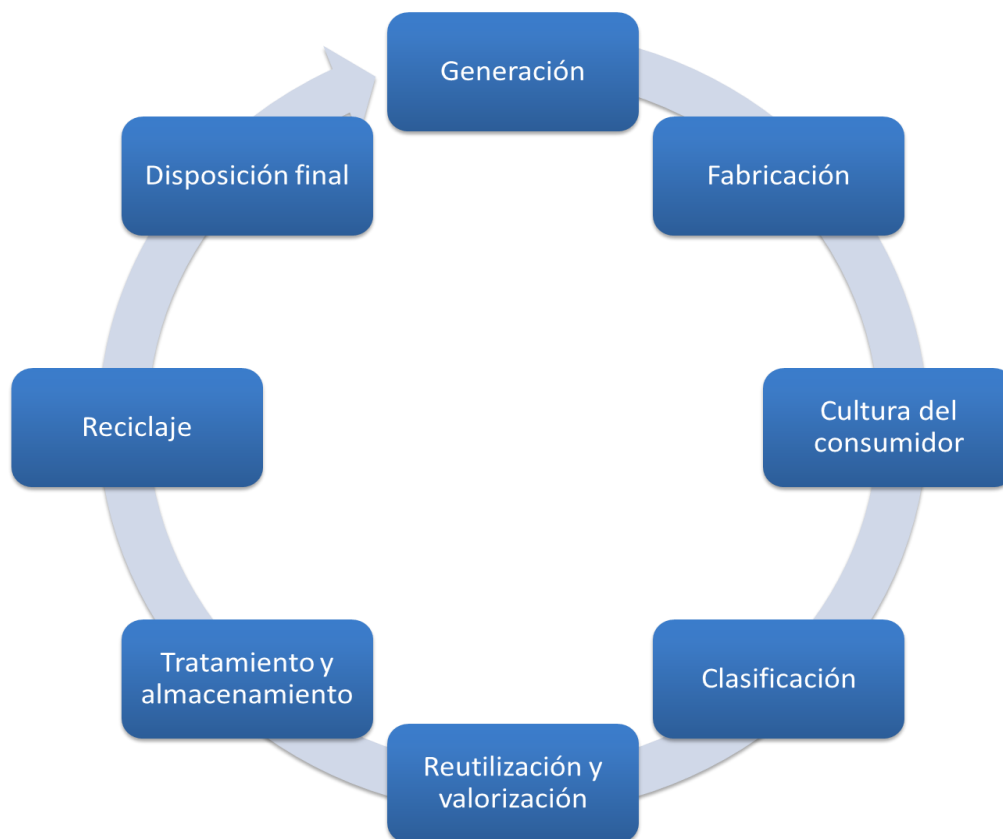 Generación
Fabricación
Cultura del
consumidor
Clasificación
Reutilización y
valorización
Tratamiento y
almacenamiento
Reciclaje
Disposición final